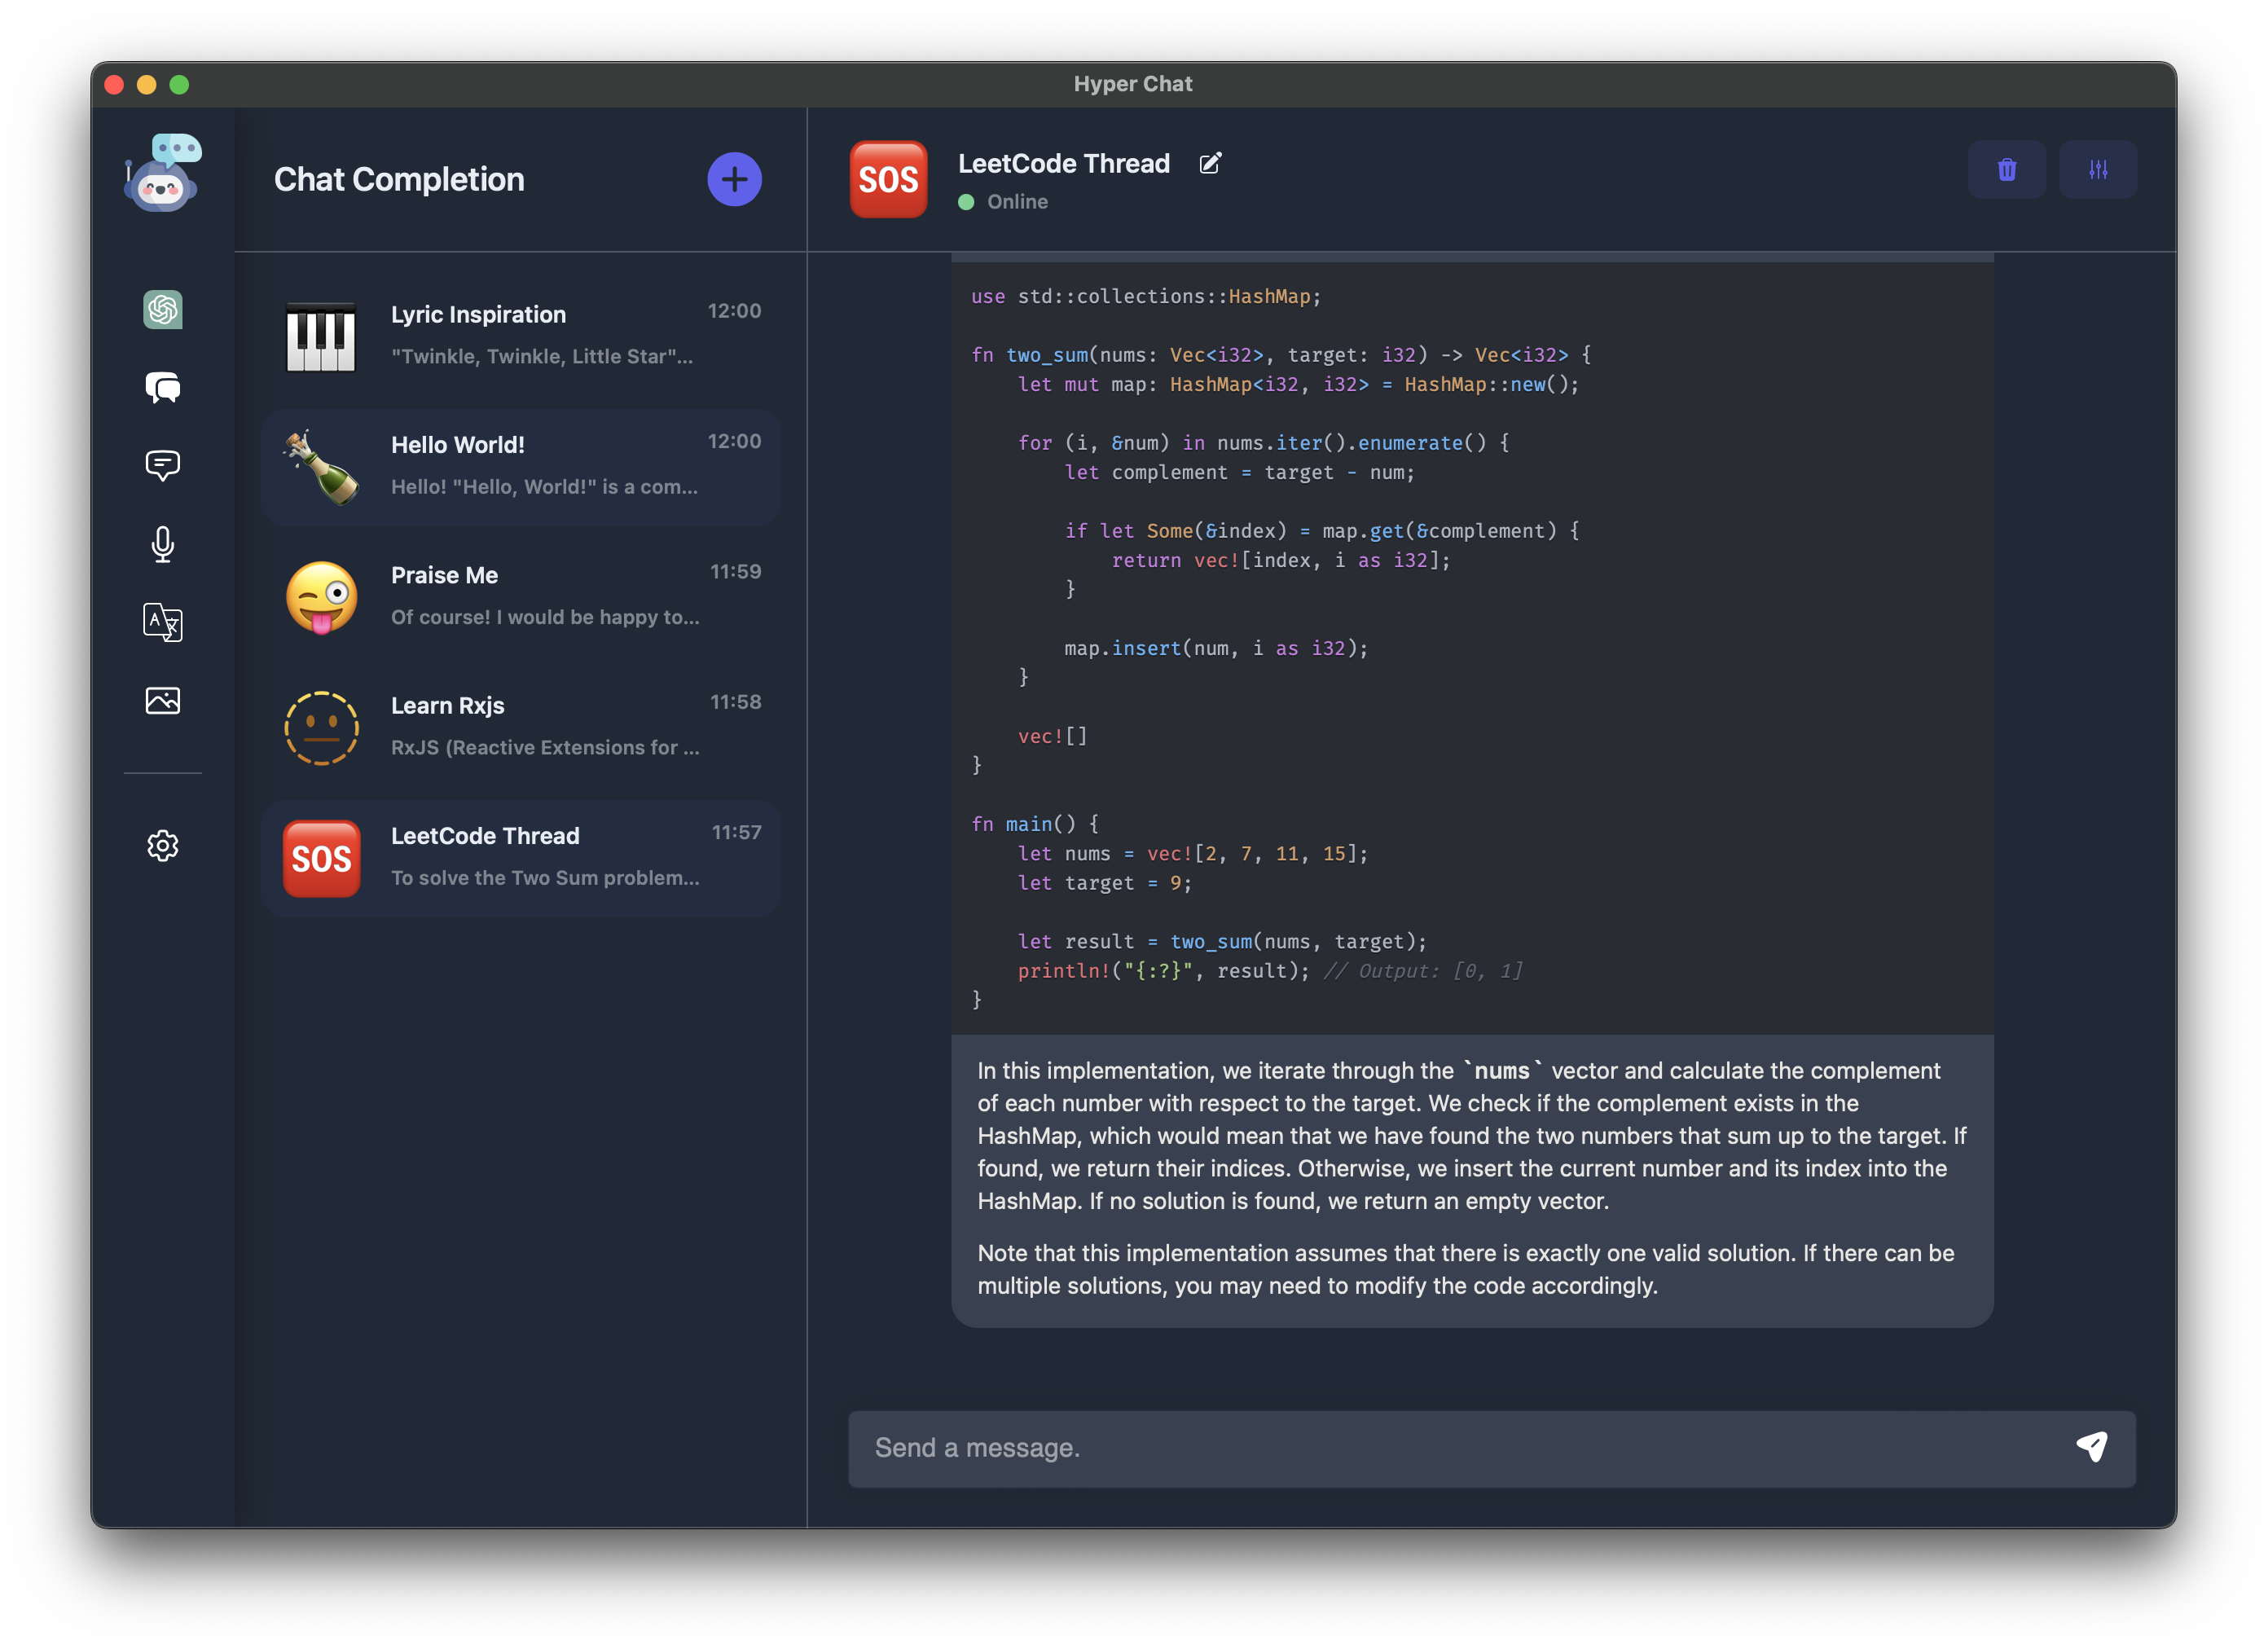 Hyper Chat
Chat Completion
Lyric Inspiration
12:00
"Twinkle, Twinkle, Little Star"...
Hello World!
12:00
Hello! "Hello, World!" is a com...
Praise Me
11:59
Of course! I would be happy to...
Learn Rxjs
11:58
RxJS (Reactive Extensions for ...
SOS
LeetCode Thread
11:57
To solve the Two Sum problem...
SOS
LeetCode Thread
Online
use std::collections::HashMap;
fn two_sum(nums: Vec<i32>, target: i32) -> Vec<i32> {
    let mut map: HashMap<i32, i32> = HashMap::new();
    for (i, &num) in nums.iter().enumerate() {
        let complement = target - num;
        if let Some(&index) = map.get(&complement) {
            return vec![index, i as i32];
        }
        map.insert(num, i as i32);
    }
    vec![]
}
fn main() {
    let nums = vec![2, 7, 11, 15];
    let target = 9;
    let result = two_sum(nums, target);
    println!("{:?}", result); // Output: [0, 1]
}
In this implementation, we iterate through the `nums` vector and calculate the complement
of each number with respect to the target. We check if the complement exists in the
HashMap, which would mean that we have found the two numbers that sum up to the target. If
found, we return their indices. Otherwise, we insert the current number and its index into the
HashMap. If no solution is found, we return an empty vector.
Note that this implementation assumes that there is exactly one valid solution. If there can be
multiple solutions, you may need to modify the code accordingly.
Send a message.